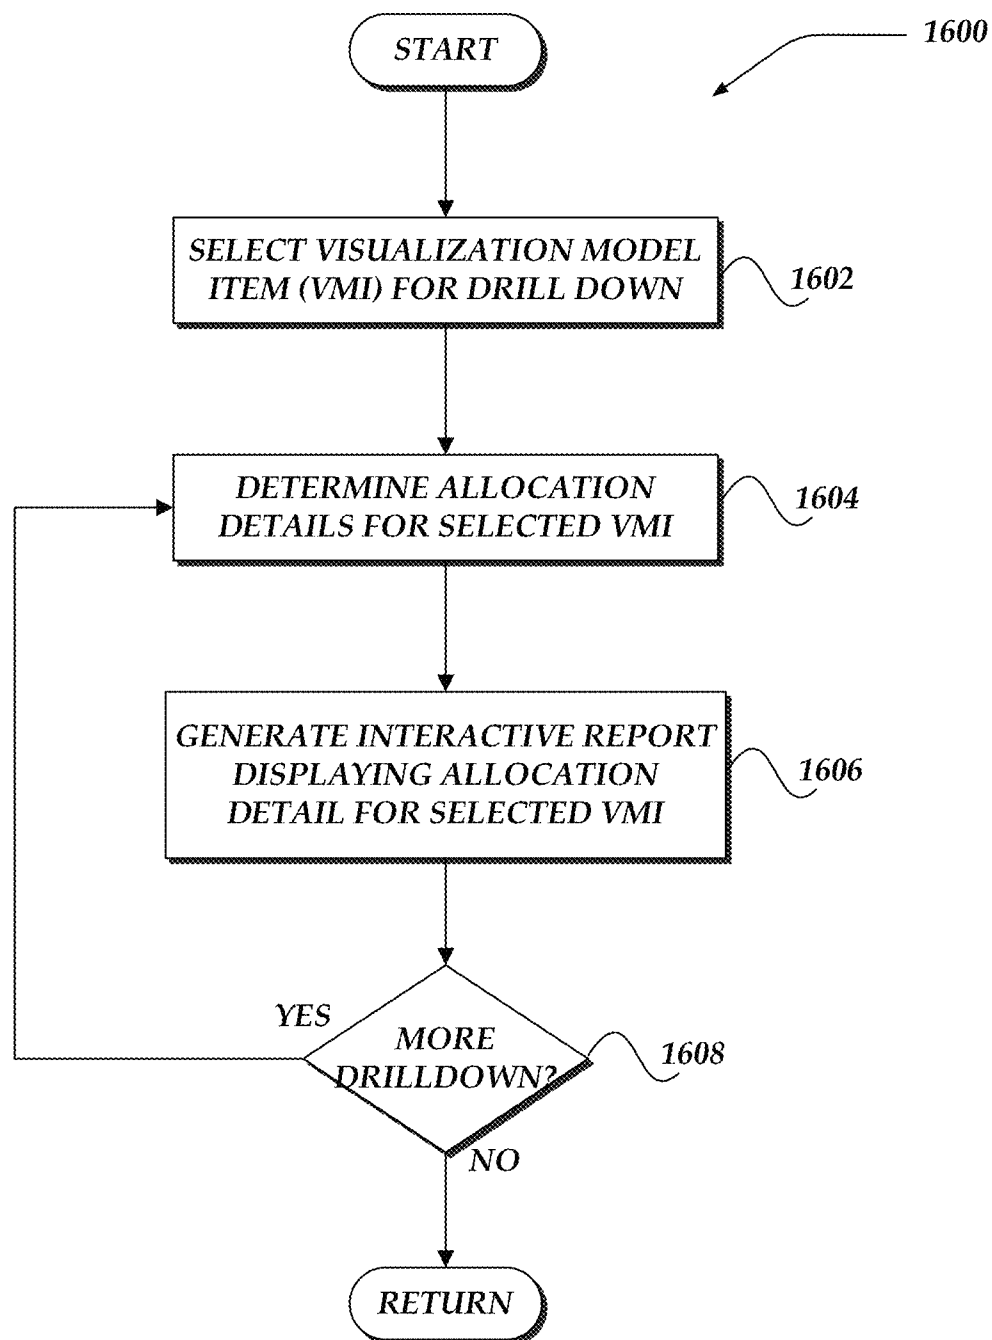 START
1600
SELECT VISUALIZATION MODEL
ITEM (VMI) FOR DRILL DOWN
1602
DETERMINE ALLOCATION
DETAILS FOR SELECTED VMI
1604
GENERATE INTERACTIVE REPORT
DISPLAYING ALLOCATION
DETAIL FOR SELECTED VMI
1606
YES
MORE
DRILLDOWN?
1608
NO
RETURN